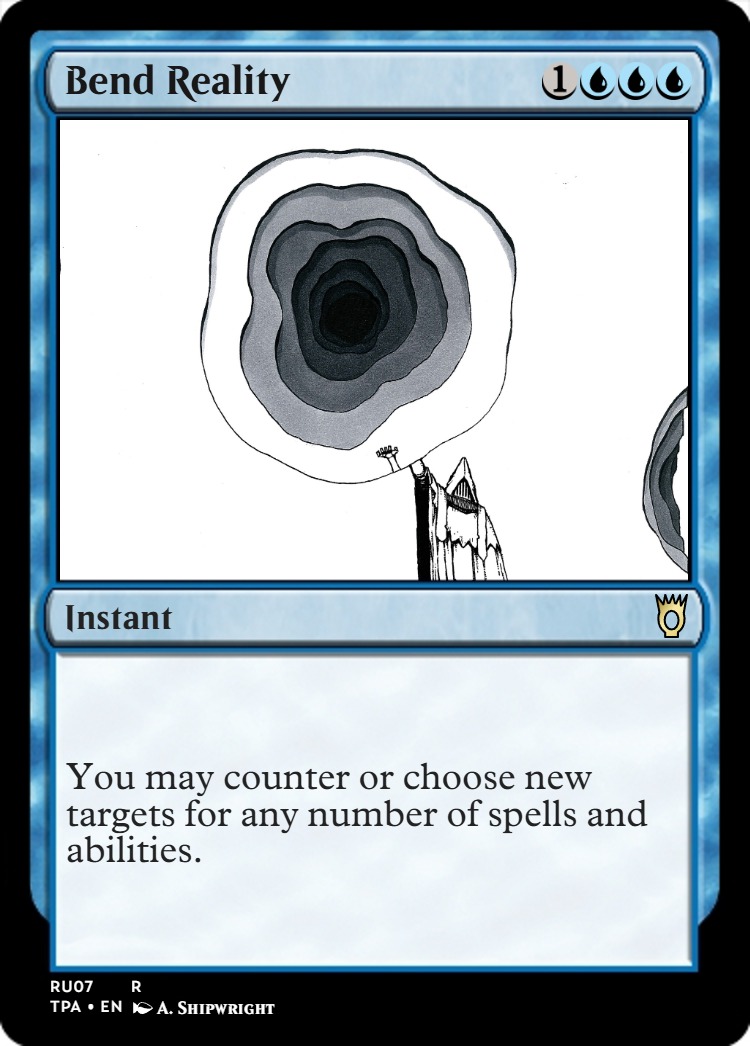 Bend Reality 1
Instant
You may counter or choose new
targets for any number of spells and
abilities.
RU07 R
TPA • EN A. Shipwright